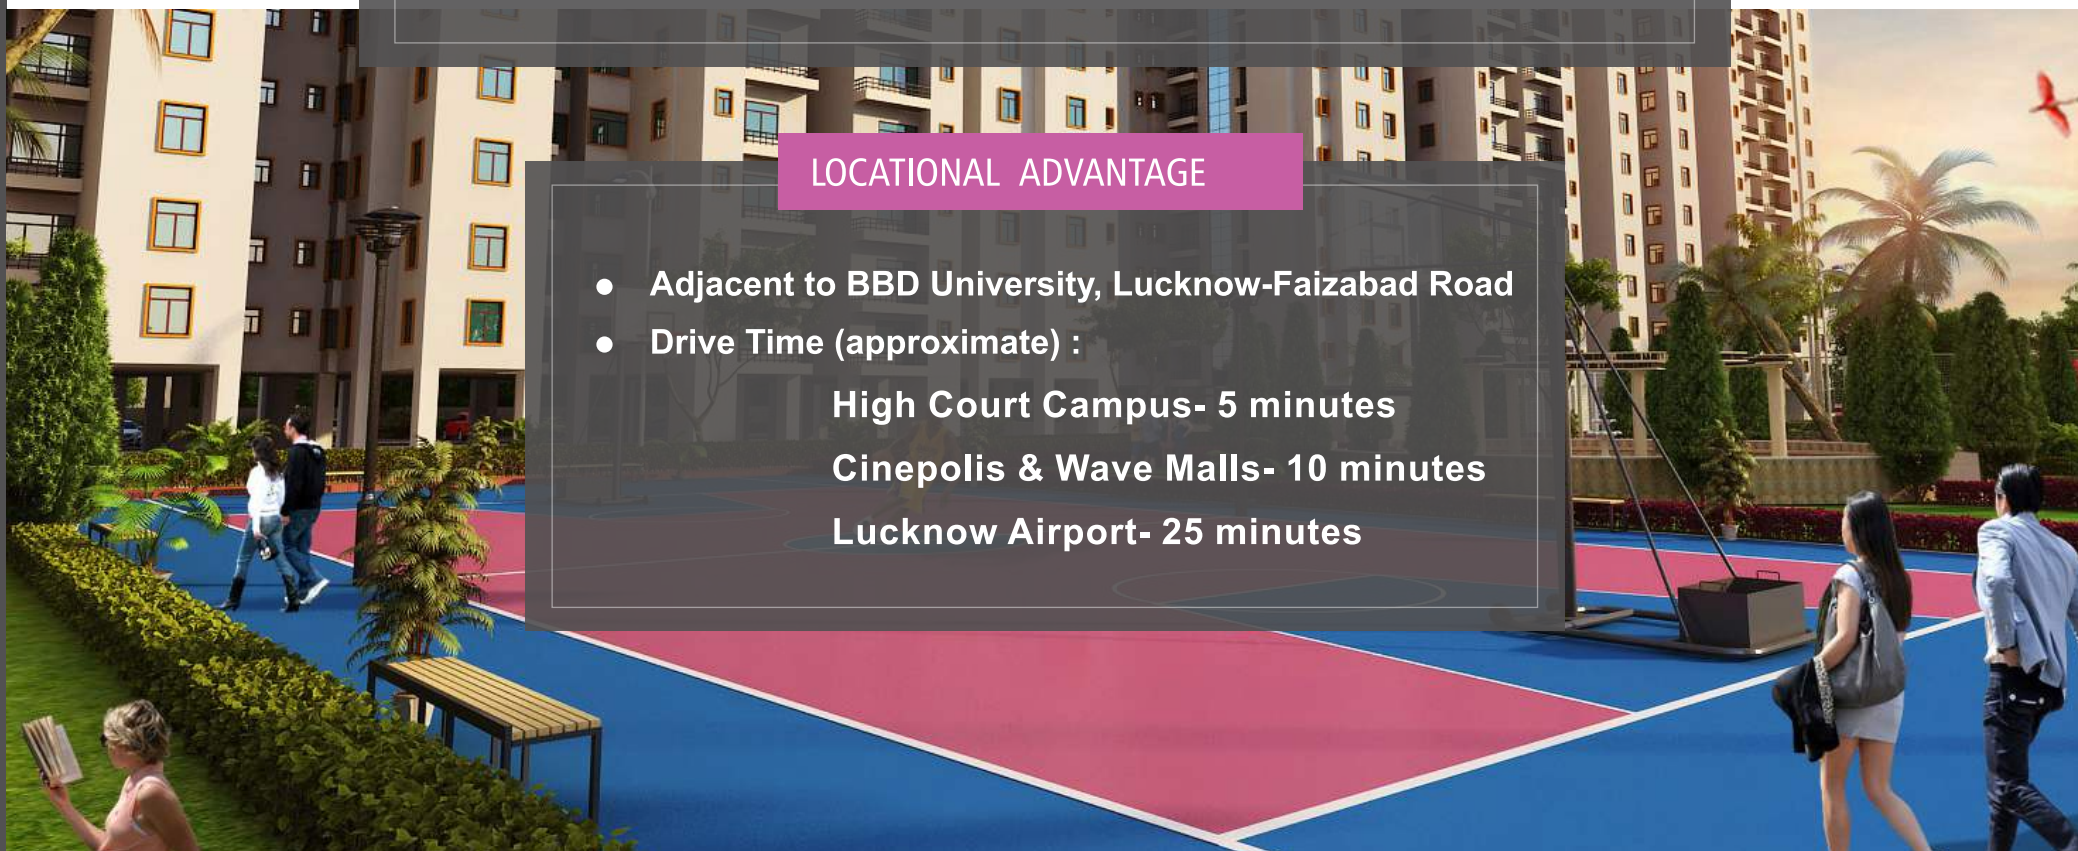 LOCATIONAL ADVANTAGE
● Adjacent to BBD University, Lucknow-Faizabad Road
● Drive Time (approximate) :
High Court Campus- 5 minutes
Cinepolis & Wave Malls- 10 minutes
Lucknow Airport- 25 minutes